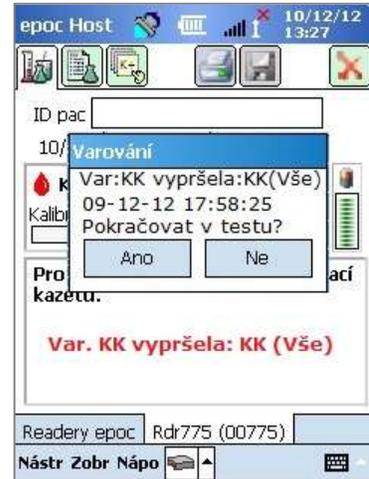 epoc Host
10/12/12
13:27
K+
ID pac
10/
Varování
Var:KK vypršela:KK(Vše)
09-12-12 17:58:25
Pokračovat v testu?
Ano
Ne
K
Kalib
Pro
ací
kazetu.
Var. KK vypršela: KK (Vše)
Readery epoc
Rdr775 (00775)
Nástr Zobr Nápo